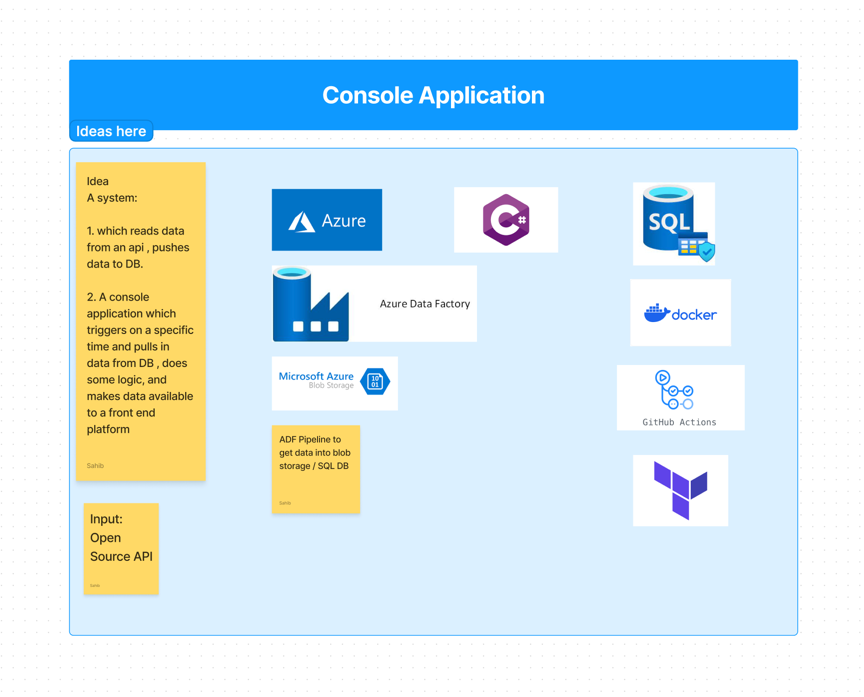 Console Application
Ideas here
Idea
A system:
1. which reads data
from an api , pushes
data to DB.
2. A console
application which
triggers on a specific
time and pulls in
data from DB , does
some logic, and
makes data available
to a front end
platform
Sahib
Input:
Open
Source API
Sahib
Azure
Azure Data Factory
Microsoft Azure
Blob Storage
10
01
ADF Pipeline to
get data into blob
storage / SQL DB
Sahib
C#
SQL
docker
GitHub Actions